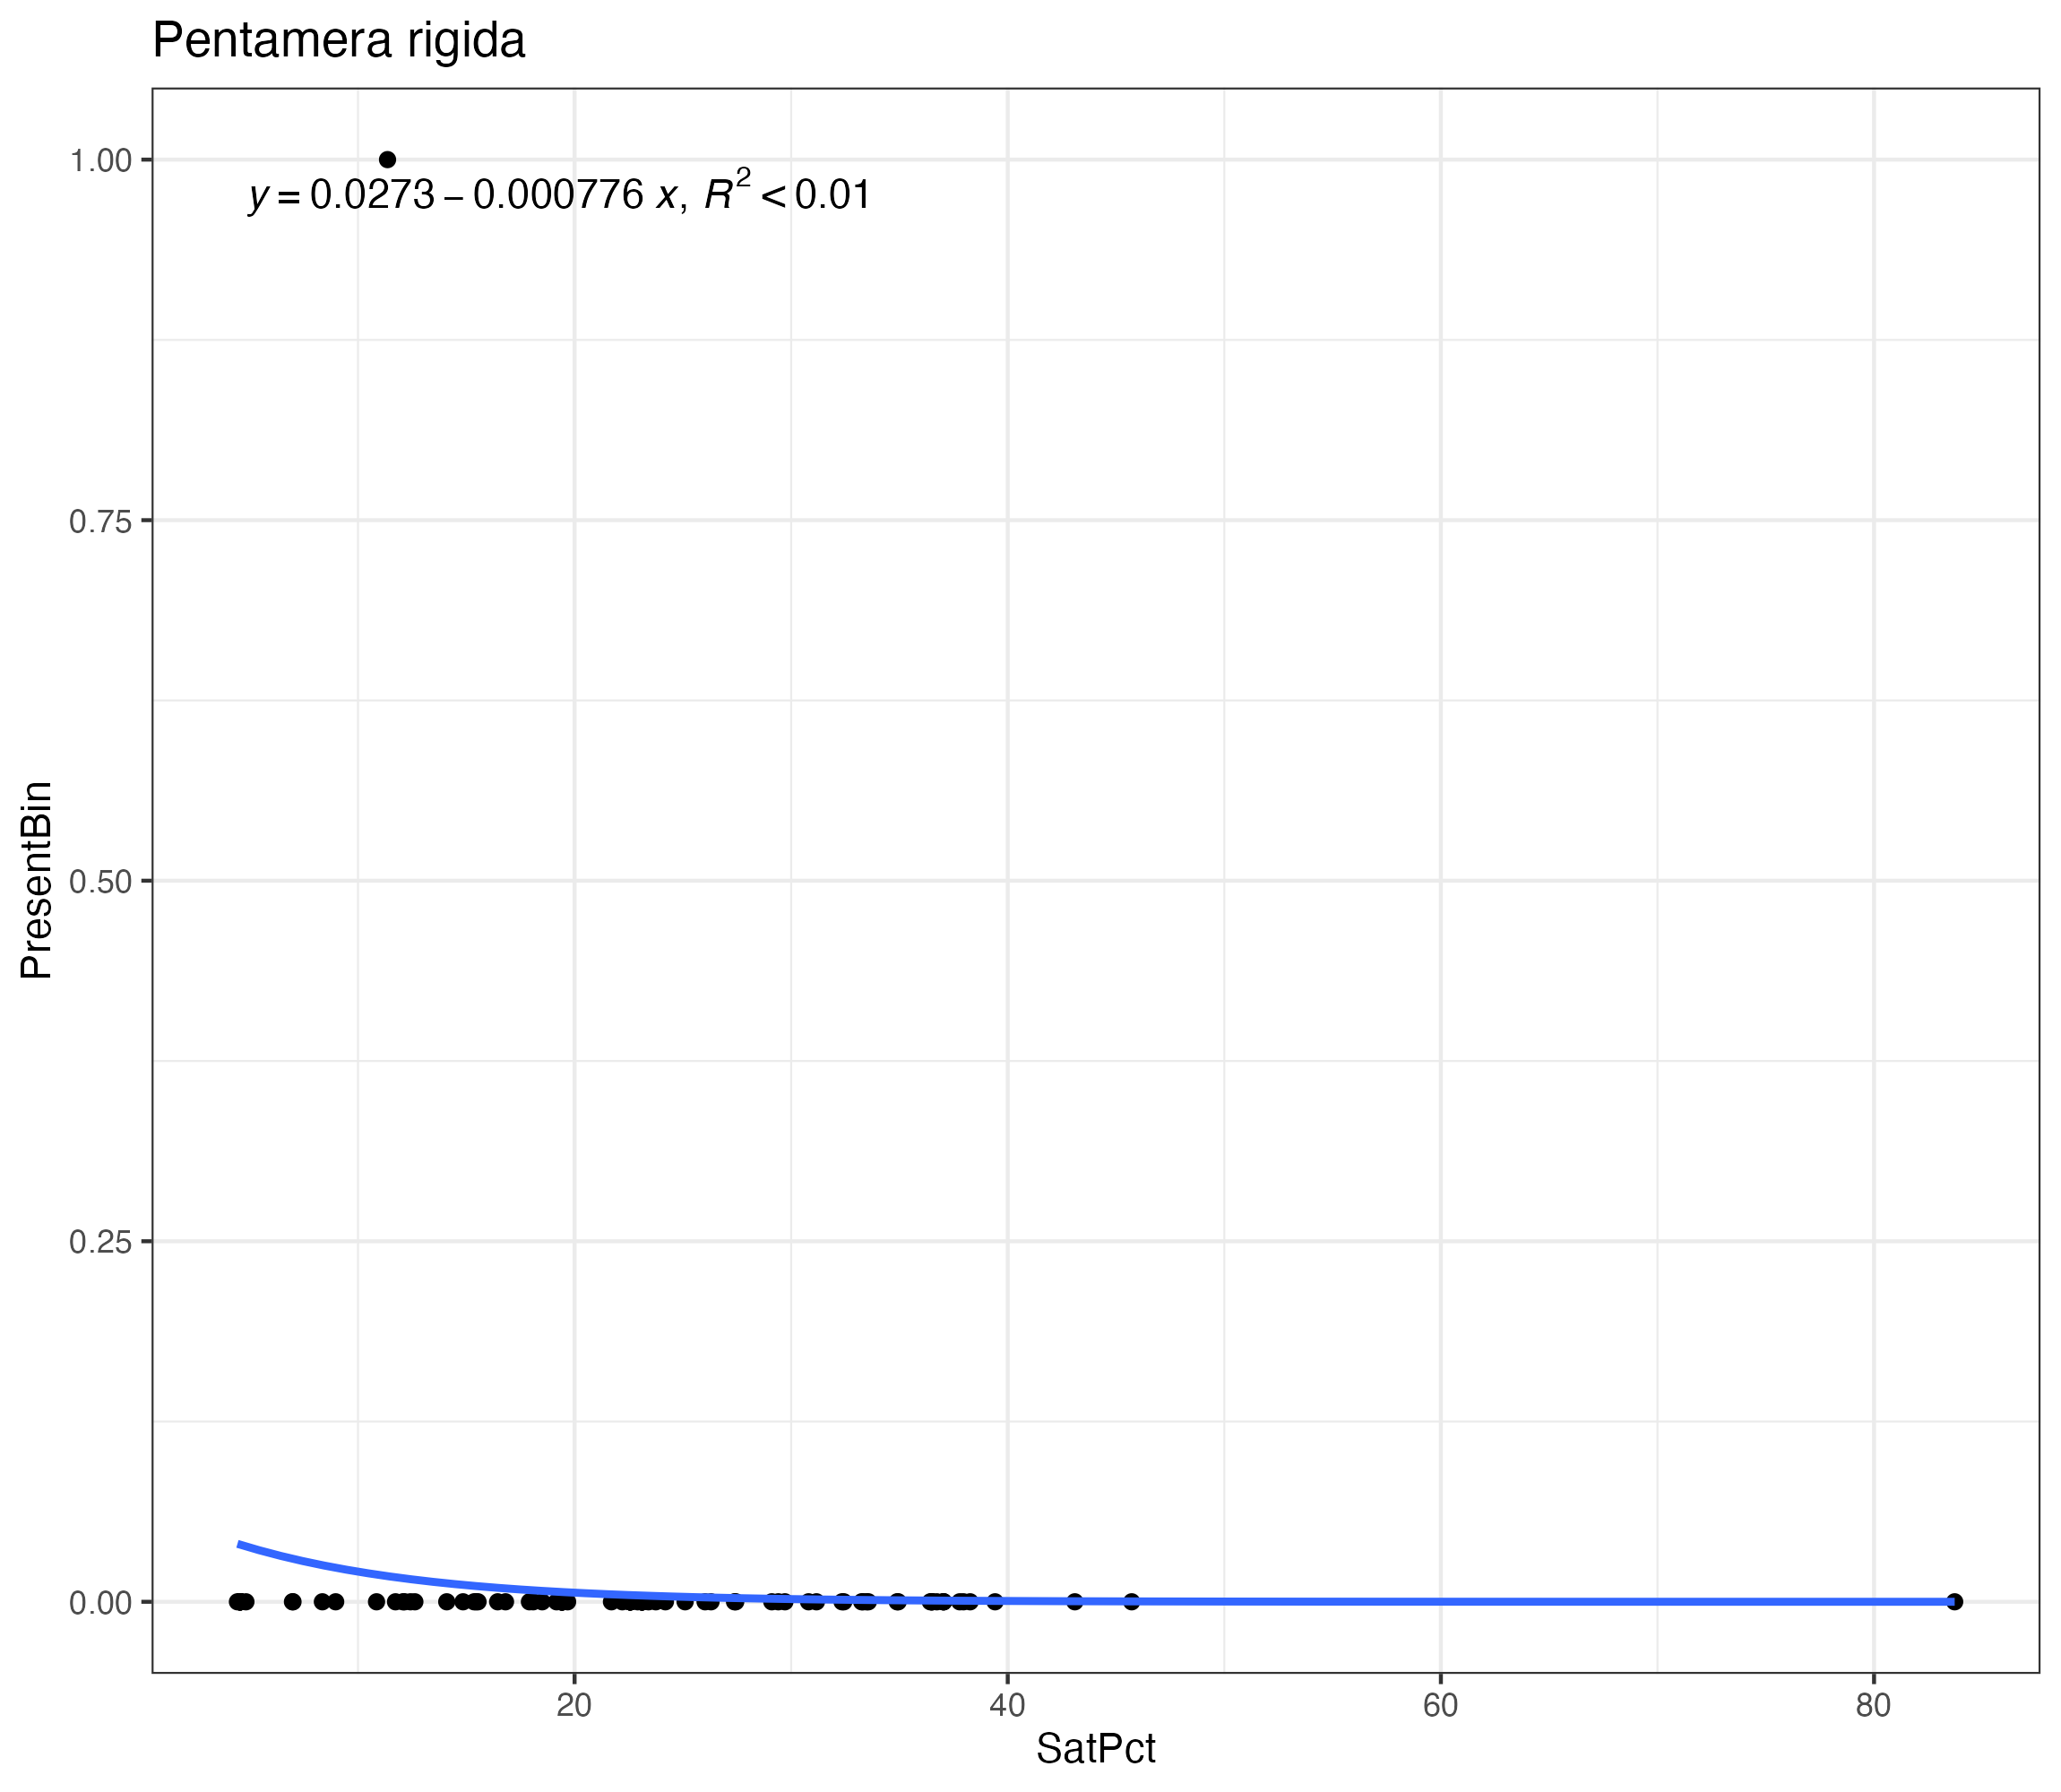 Pentamera rigida
1.00
y = 0.0273 − 0.000776 x, R² < 0.01
0.75
0.50
0.25
0.00
PresentBin
20 40 60 80
SatPct